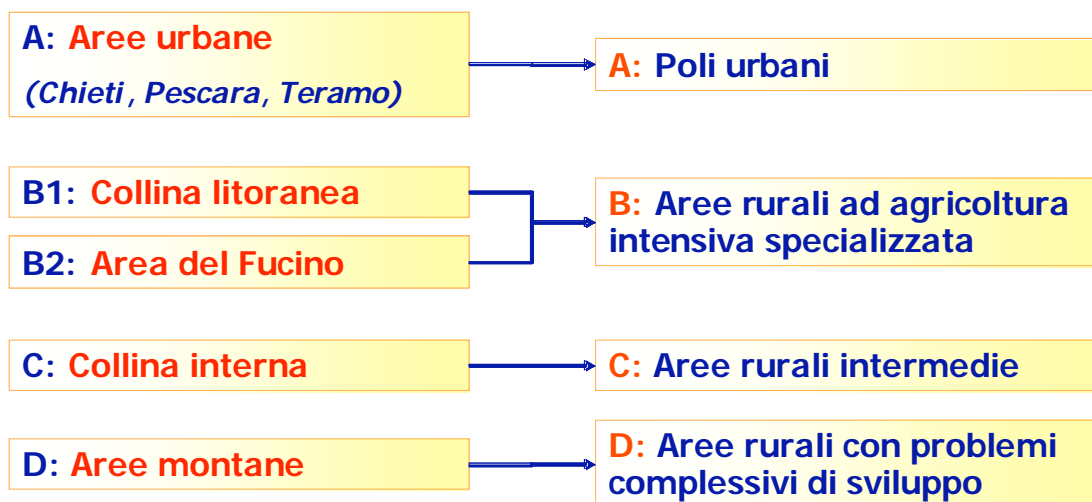 A: Aree urbane
(Chieti, Pescara, Teramo)
A: Poli urbani
B1: Collina litoranea
B2: Area del Fucino
B: Aree rurali ad agricoltura
intensiva specializzata
C: Collina interna
C: Aree rurali intermedie
D: Aree montane
D: Aree rurali con problemi
complessivi di sviluppo